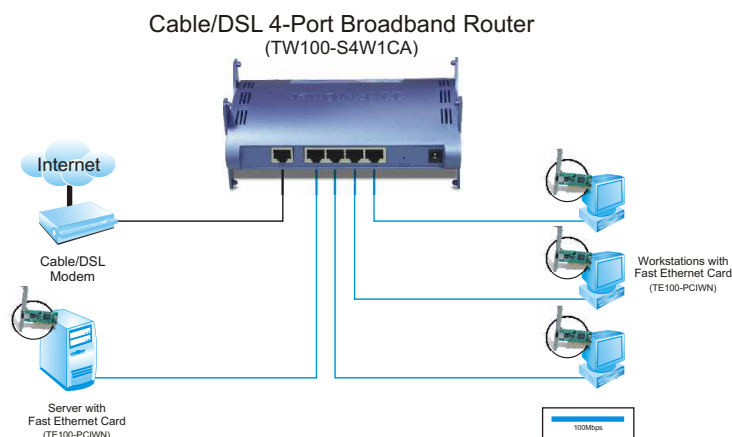 Cable/DSL 4-Port Broadband Router
(TW100-S4W1CA)
Internet
Cable/DSL
Modem
Workstations with
Fast Ethernet Card
(TE100-PCIWN)
Server with
Fast Ethernet Card
(TE100-PCIWN)
100Mbps